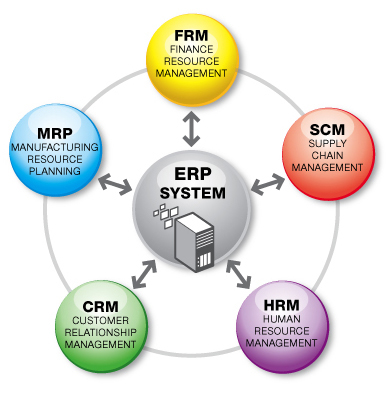 FRM
FINANCE
RESOURCE
MANAGEMENT
MRP
MANUFACTURING
RESOURCE
PLANNING
SCM
SUPPLY
CHAIN
MANAGEMENT
ERP
SYSTEM
CRM
CUSTOMER
RELATIONSHIP
MANAGEMENT
HRM
HUMAN
RESOURCE
MANAGEMENT